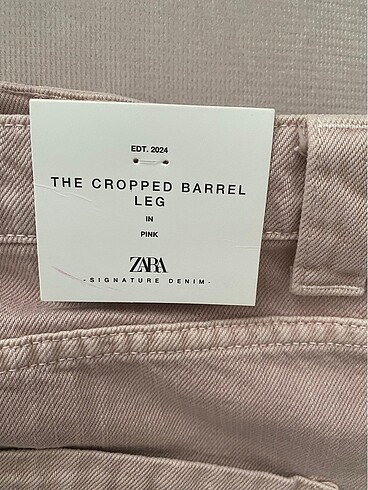 EDT. 2024
THE CROPPED BARREL
LEG
IN
PINK
ZARA
- SIGNATURE DENIM -